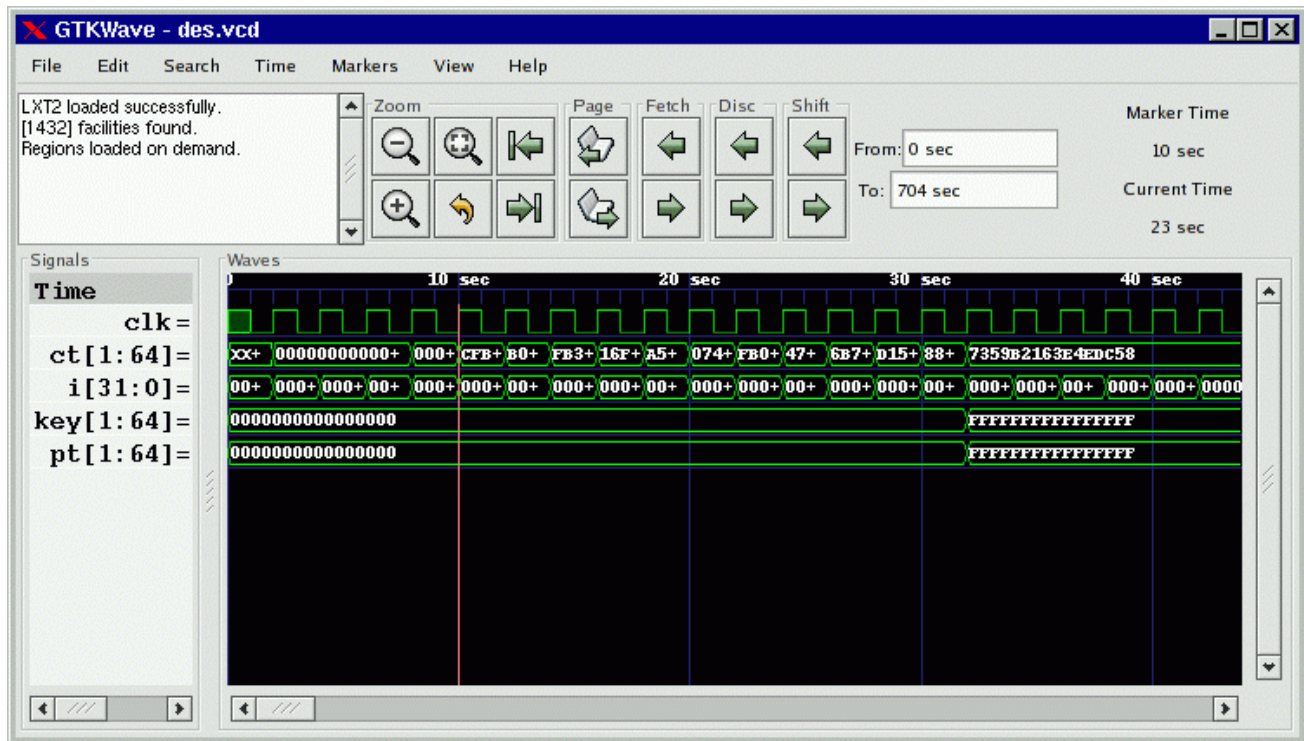 GTKWave - des.vcd
File Edit Search Time Markers View Help
LXT2 loaded successfully.
[1432] facilities found.
Regions loaded on demand.
Zoom Page Fetch Disc Shift
From: 0 sec
To: 704 sec
Marker Time
10 sec
Current Time
23 sec
Signals
Time
clk=
ct[1:64]=
i[31:0]=
key[1:64]=
pt[1:64]=
Waves
0 10 sec 20 sec 30 sec 40 sec
XX+ 00000000000+ 000+ CFB+ B0+ FB3+ 16F+ A5+ 074+ FB0+ 47+ 6B7+ D15+ 88+ 7359B2163E4EDC58
00+ 000+ 000+ 00+ 000+ 000+ 00+ 000+ 000+ 00+ 000+ 000+ 00+ 000+ 000+ 00+ 000+ 000+ 00+ 000+ 000+ 0000
0000000000000000 FFFFFFFFFFFFFFFF
0000000000000000 FFFFFFFFFFFFFFFF